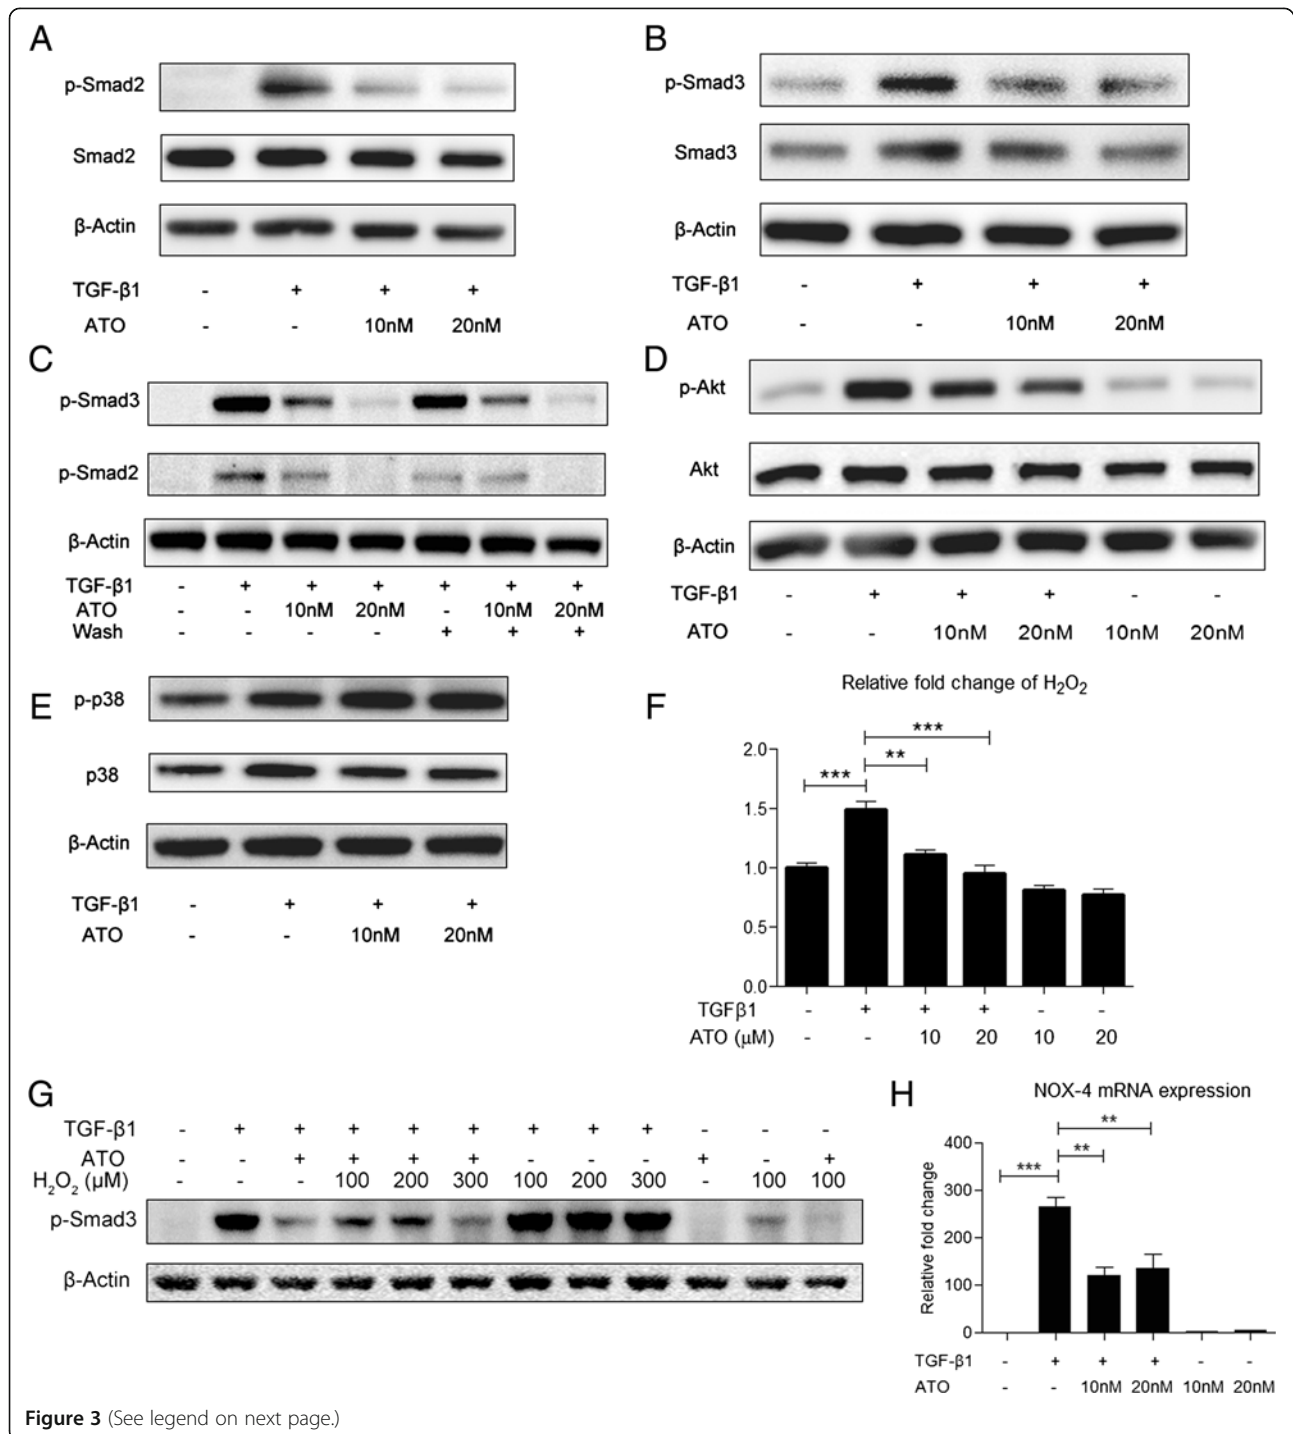 A
p-Smad2
Smad2
β-Actin
TGF-β1 - + + +
ATO - - 10nM 20nM
B
p-Smad3
Smad3
β-Actin
TGF-β1 - + + +
ATO - - 10nM 20nM
C
p-Smad3
p-Smad2
β-Actin
TGF-β1 - + + + + + +
ATO - - 10nM 20nM - 10nM 20nM
Wash - - - - + + +
D
p-Akt
Akt
β-Actin
TGF-β1 - + + + - -
ATO - - 10nM 20nM 10nM 20nM
E
p-p38
p38
β-Actin
TGF-β1 - + + +
ATO - - 10nM 20nM
F
Relative fold change of H₂O₂
***
**
***
2.0
1.5
1.0
0.5
0.0
TGFβ1 - + + + - -
ATO (μM) - - 10 20 10 20
G
TGF-β1 - + + + + + + + + - - -
ATO - - + + + + - - - + - +
H₂O₂ (μM) - - - 100 200 300 100 200 300 - 100 100
p-Smad3
β-Actin
H
NOX-4 mRNA expression
**
**
***
Relative fold change
400
300
200
100
0
TGF-β1 - + + + - -
ATO - - 10nM 20nM 10nM 20nM
Figure 3 (See legend on next page.)